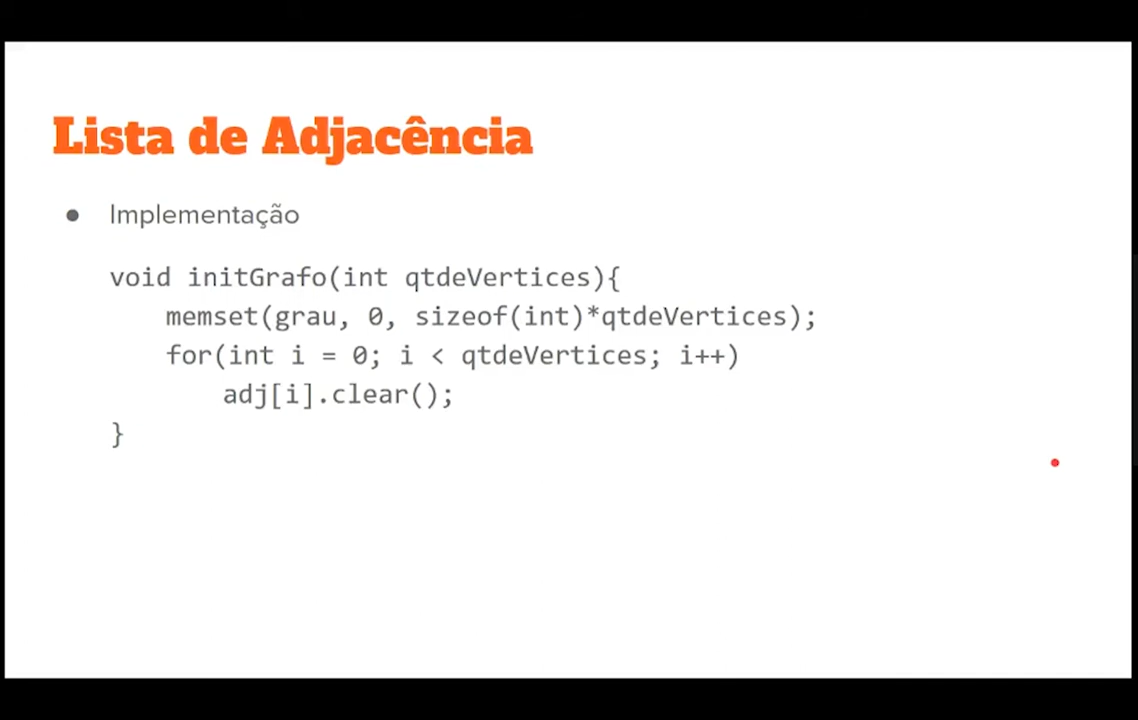 Lista de Adjacência
● Implementação
void initGrafo(int qtdeVertices){
memset(grau, 0, sizeof(int)*qtdeVertices);
for(int i = 0; i < qtdeVertices; i++)
adj[i].clear();
}